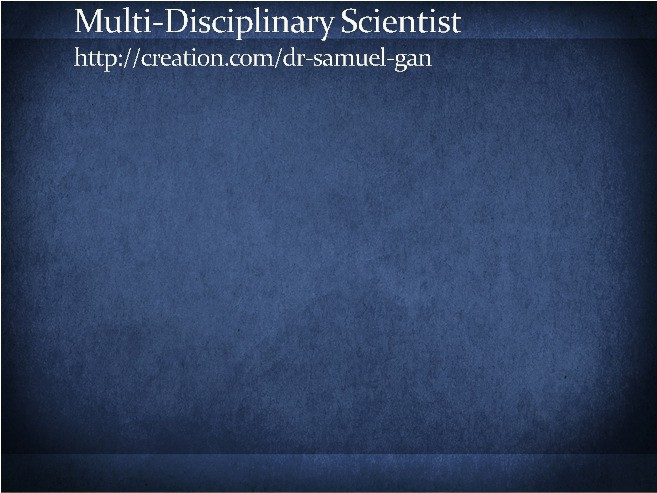 Multi-Disciplinary Scientist
http://creation.com/dr-samuel-gan